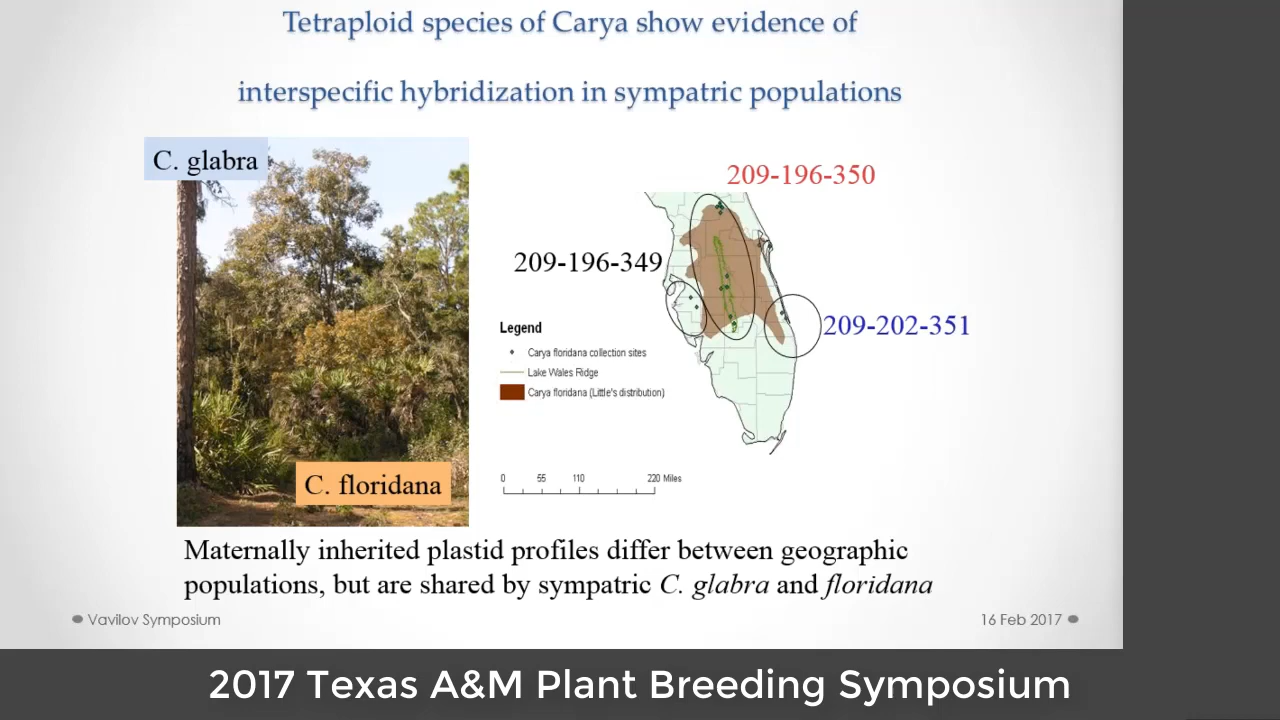 Tetraploid species of Carya show evidence of
interspecific hybridization in sympatric populations
C. glabra
C. floridana
209-196-350
209-196-349
209-202-351
Legend
Carya floridana collection sites
Lake Wales Ridge
Carya floridana (Little's distribution)
0 55 110 220 Miles
Maternally inherited plastid profiles differ between geographic
populations, but are shared by sympatric C. glabra and floridana
Vavilov Symposium
16 Feb 2017
2017 Texas A&M Plant Breeding Symposium